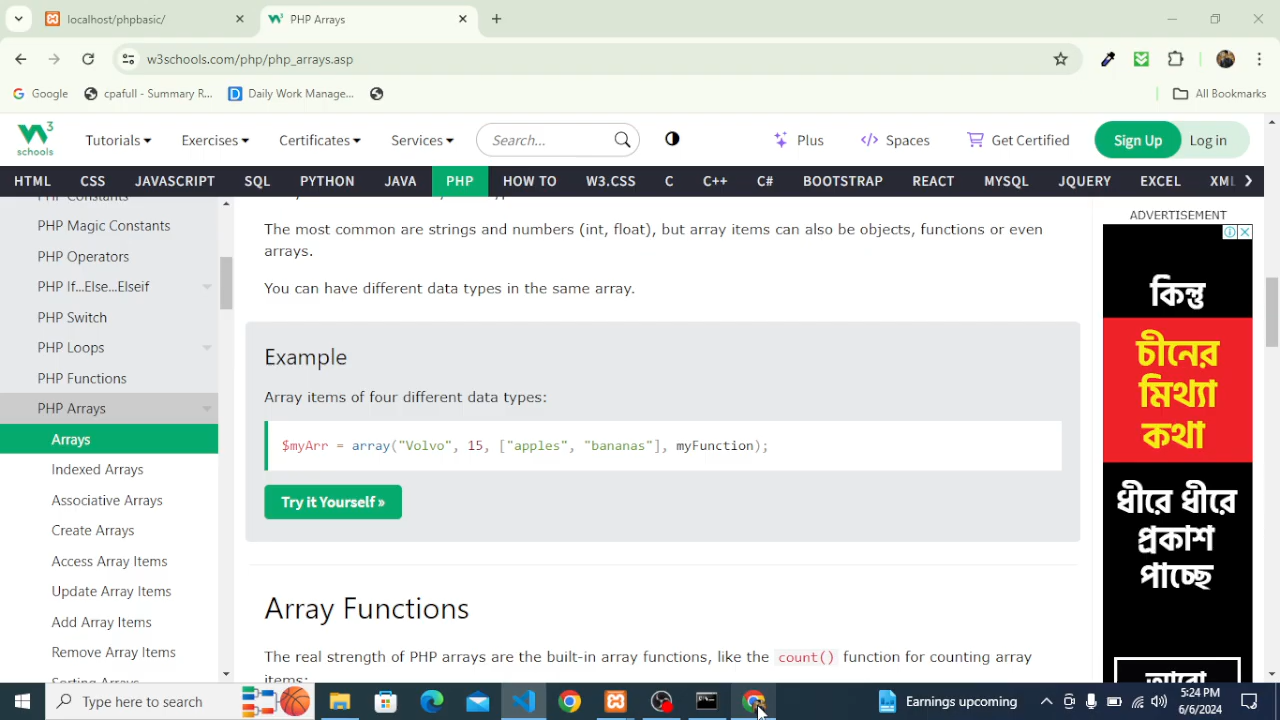 localhost/phpbasic/
PHP Arrays
w3schools.com/php/php_arrays.asp
Google
cpafull - Summary R...
Daily Work Manage...
All Bookmarks
W3
schools
Tutorials
Exercises
Certificates
Services
Search...
Plus
Spaces
Get Certified
Sign Up
Log in
HTML CSS JAVASCRIPT SQL PYTHON JAVA PHP HOW TO W3.CSS C C++ C# BOOTSTRAP REACT MYSQL JQUERY EXCEL XML
PHP Constants
PHP Magic Constants
PHP Operators
PHP If...Else...Elseif
PHP Switch
PHP Loops
PHP Functions
PHP Arrays
Arrays
Indexed Arrays
Associative Arrays
Create Arrays
Access Array Items
Update Array Items
Add Array Items
Remove Array Items
Sorting Arrays
The most common are strings and numbers (int, float), but array items can also be objects, functions or even
arrays.
You can have different data types in the same array.
Example
Array items of four different data types:
$myArr = array("Volvo", 15, ["apples", "bananas"], myFunction);
Try it Yourself »
Array Functions
The real strength of PHP arrays are the built-in array functions, like the count() function for counting array
items:
ADVERTISEMENT
কিন্তু
চীনের
মিথ্যা
কথা
ধীরে ধীরে
প্রকাশ
পাচ্ছে
Type here to search
Earnings upcoming
5:24 PM
6/6/2024